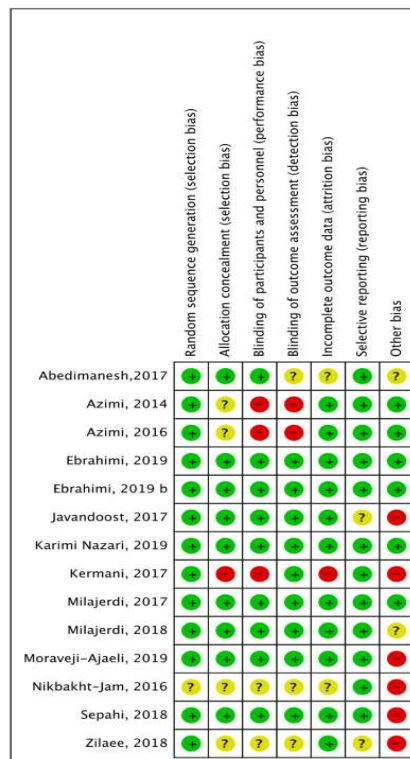 Random sequence generation (selection bias)
Allocation concealment (selection bias)
Blinding of participants and personnel (performance bias)
Blinding of outcome assessment (detection bias)
Incomplete outcome data (attrition bias)
Selective reporting (reporting bias)
Other bias
Abedimanesh,2017 + + + ? ? + ?
Azimi, 2014 + ? - - + + +
Azimi, 2016 + ? - - + + +
Ebrahimi, 2019 + + + + + + +
Ebrahimi, 2019 b + + + + + + +
Javandoost, 2017 + + + + + ? -
Karimi Nazari, 2019 + + + + + + +
Kermani, 2017 + - - + - + -
Milajerdi, 2017 + + + + + + +
Milajerdi, 2018 + + + + + + ?
Moraveji-Ajaeli, 2019 + + + + + + -
Nikbakht-Jam, 2016 ? ? ? ? ? + -
Sepahi, 2018 + + + + + + -
Zilaee, 2018 + ? ? ? + ? -